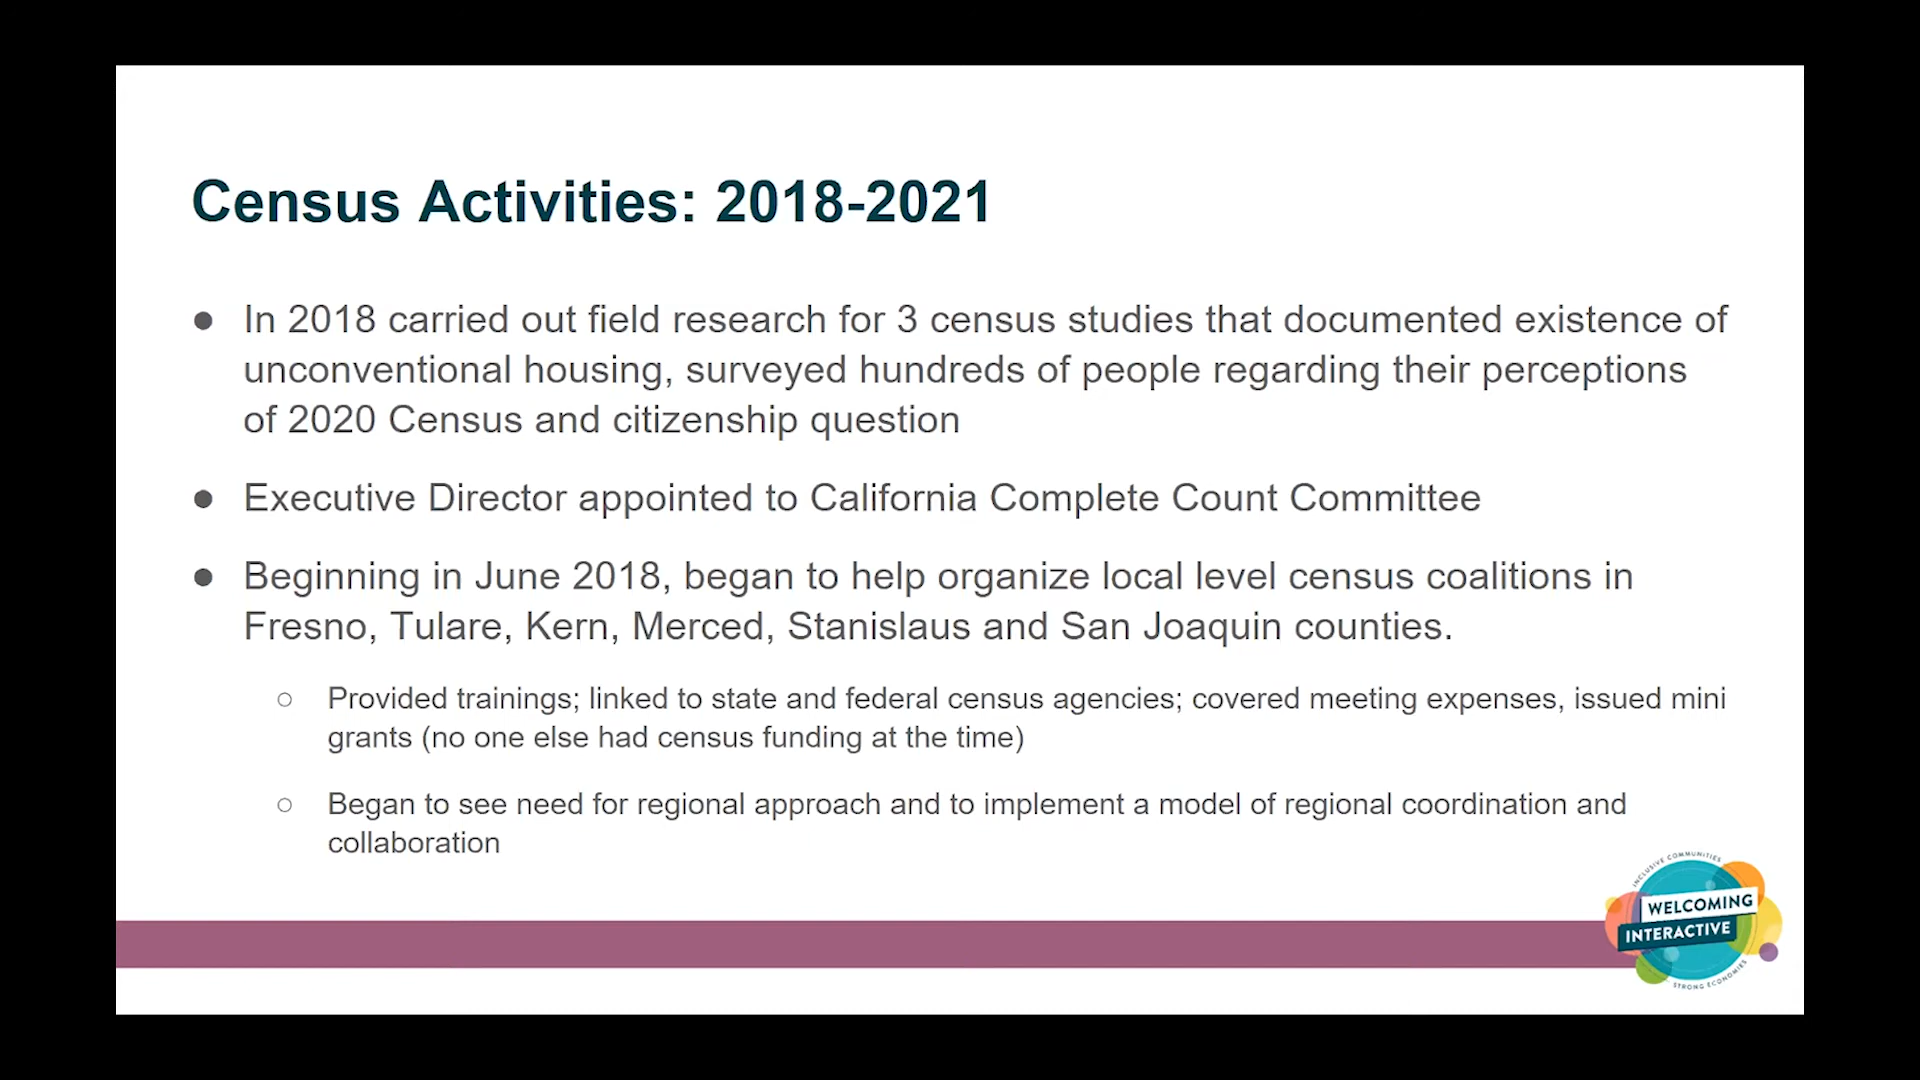 Census Activities: 2018-2021
● In 2018 carried out field research for 3 census studies that documented existence of
unconventional housing, surveyed hundreds of people regarding their perceptions
of 2020 Census and citizenship question
● Executive Director appointed to California Complete Count Committee
● Beginning in June 2018, began to help organize local level census coalitions in
Fresno, Tulare, Kern, Merced, Stanislaus and San Joaquin counties.
○ Provided trainings; linked to state and federal census agencies; covered meeting expenses, issued mini
grants (no one else had census funding at the time)
○ Began to see need for regional approach and to implement a model of regional coordination and
collaboration
INCLUSIVE COMMUNITIES
WELCOMING
INTERACTIVE
STRONG ECONOMIES